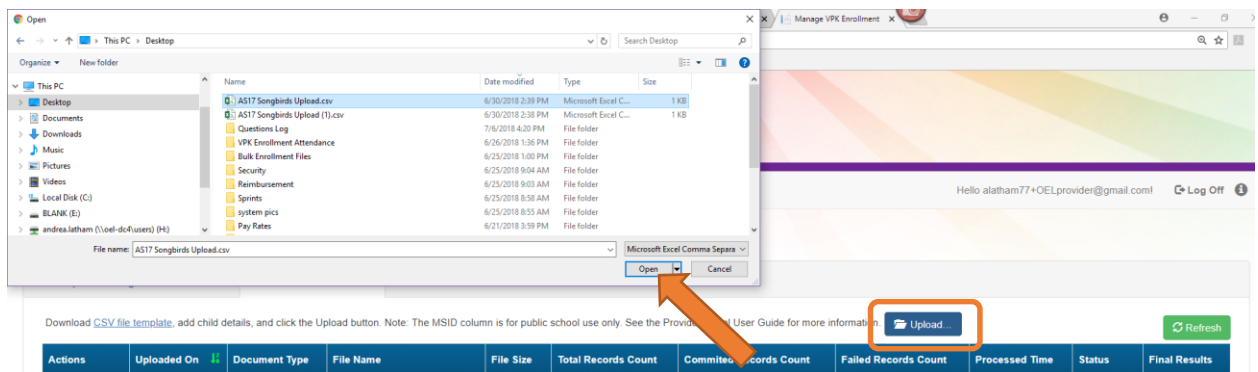 Open
Manage VPK Enrollment
This PC > Desktop
Search Desktop
Organize
New folder
Name Date modified Type Size
This PC
Desktop
Documents
Downloads
Music
Pictures
Videos
Local Disk (C:)
BLANK (E:)
andrea.latham (\\oel-dc4\users) (H:)
AS17 Songbirds Upload.csv 6/30/2018 2:39 PM Microsoft Excel C... 1 KB
AS17 Songbirds Upload (1).csv 6/30/2018 2:38 PM Microsoft Excel C... 1 KB
Questions Log 7/6/2018 4:20 PM File folder
VPK Enrollment Attendance 6/26/2018 1:36 PM File folder
Bulk Enrollment Files 6/25/2018 1:00 PM File folder
Security 6/25/2018 9:04 AM File folder
Reimbursement 6/25/2018 9:03 AM File folder
Sprints 6/25/2018 8:58 AM File folder
system pics 6/25/2018 8:55 AM File folder
Pay Rates 6/21/2018 3:59 PM File folder
File name: AS17 Songbirds Upload.csv Microsoft Excel Comma Separa
Open Cancel
Hello alatham77+OELprovider@gmail.com! Log Off
Download CSV file template, add child details, and click the Upload button. Note: The MSID column is for public school use only. See the User Guide for more information. Upload...
Refresh
Actions Uploaded On Document Type File Name File Size Total Records Count Commited Records Count Failed Records Count Processed Time Status Final Results